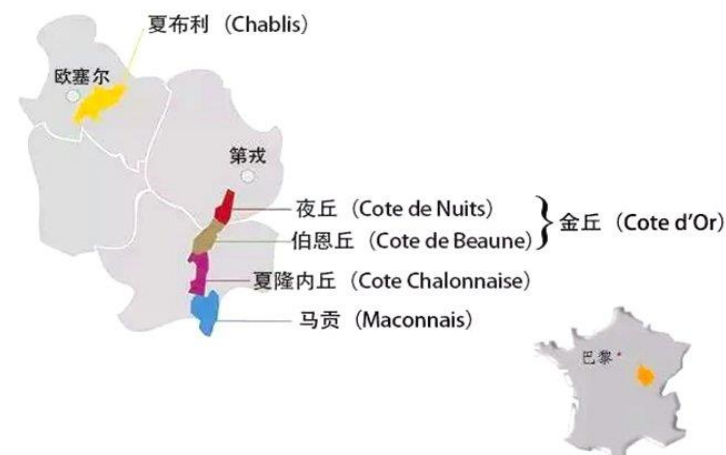 夏布利（Chablis）
欧塞尔
第戎
夜丘（Cote de Nuits）
伯恩丘（Cote de Beaune）
金丘（Cote d’Or）
夏隆内丘（Cote Chalonnaise）
马贡（Maconnais）
巴黎